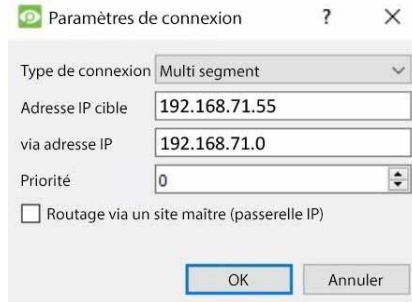 Paramètres de connexion ?
Type de connexion Multi segment
Adresse IP cible 192.168.71.55
via adresse IP 192.168.71.0
Priorité 0
Routage via un site maître (passerelle IP)
OK Annuler